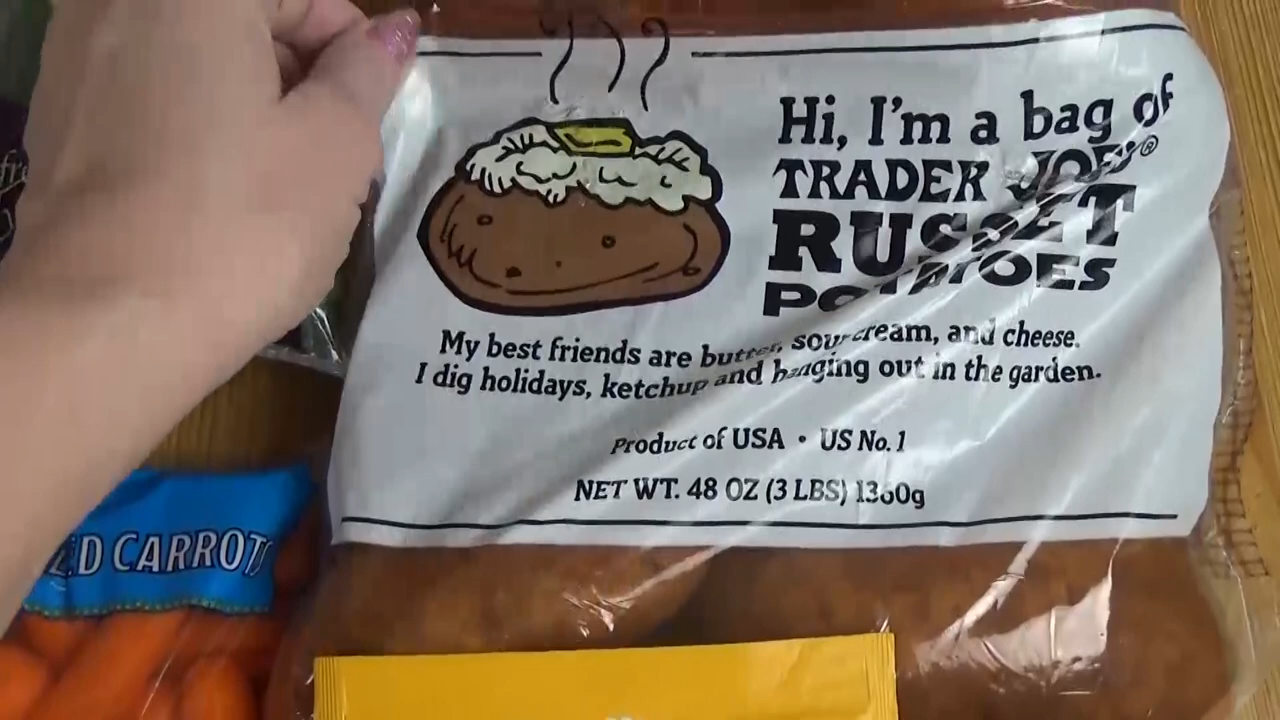 Hi, I'm a bag of
TRADER JOE'S®
RUSSET
POTATOES
My best friends are butter, sour cream, and cheese.
I dig holidays, ketchup and hanging out in the garden.
Product of USA • US No. 1
NET WT. 48 OZ (3 LBS) 1360g
CARROTS